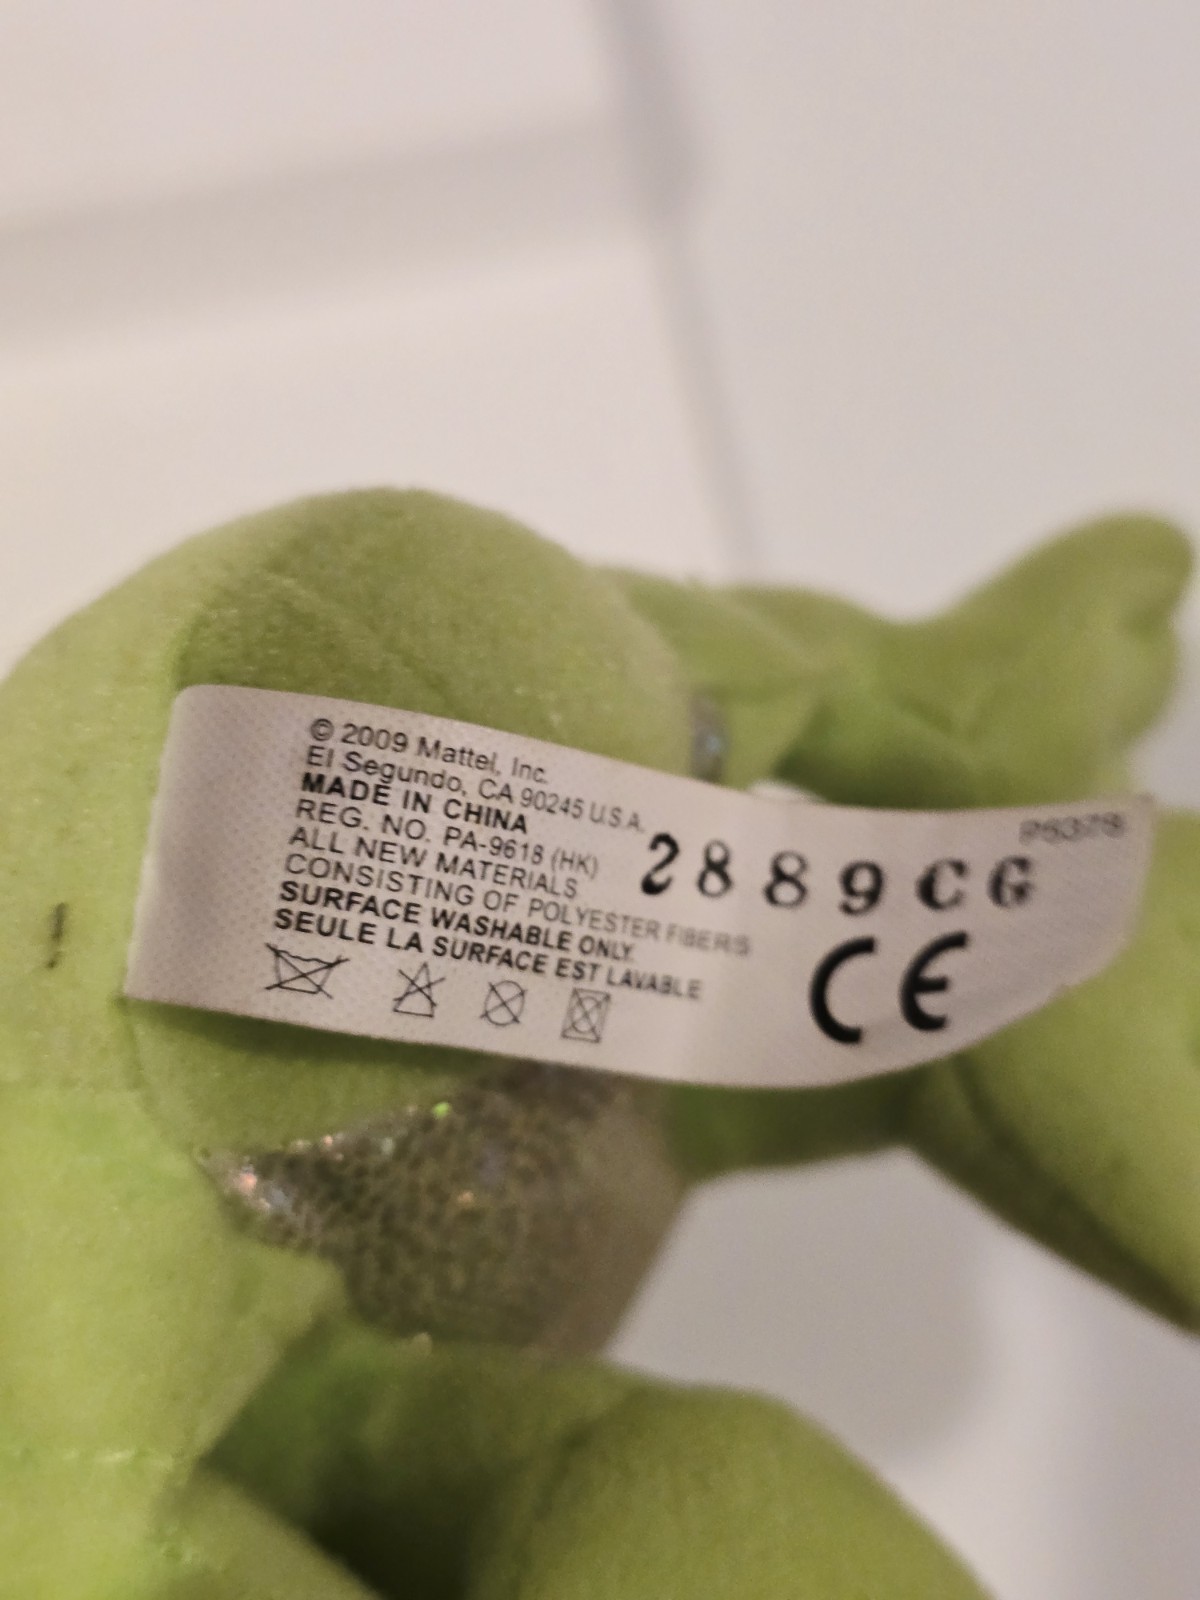 © 2009 Mattel, Inc.
El Segundo, CA 90245 U.S.A.
MADE IN CHINA
REG. NO. PA-9618 (HK)
ALL NEW MATERIALS
CONSISTING OF POLYESTER FIBERS
SURFACE WASHABLE ONLY.
SEULE LA SURFACE EST LAVABLE
2889CG
CE